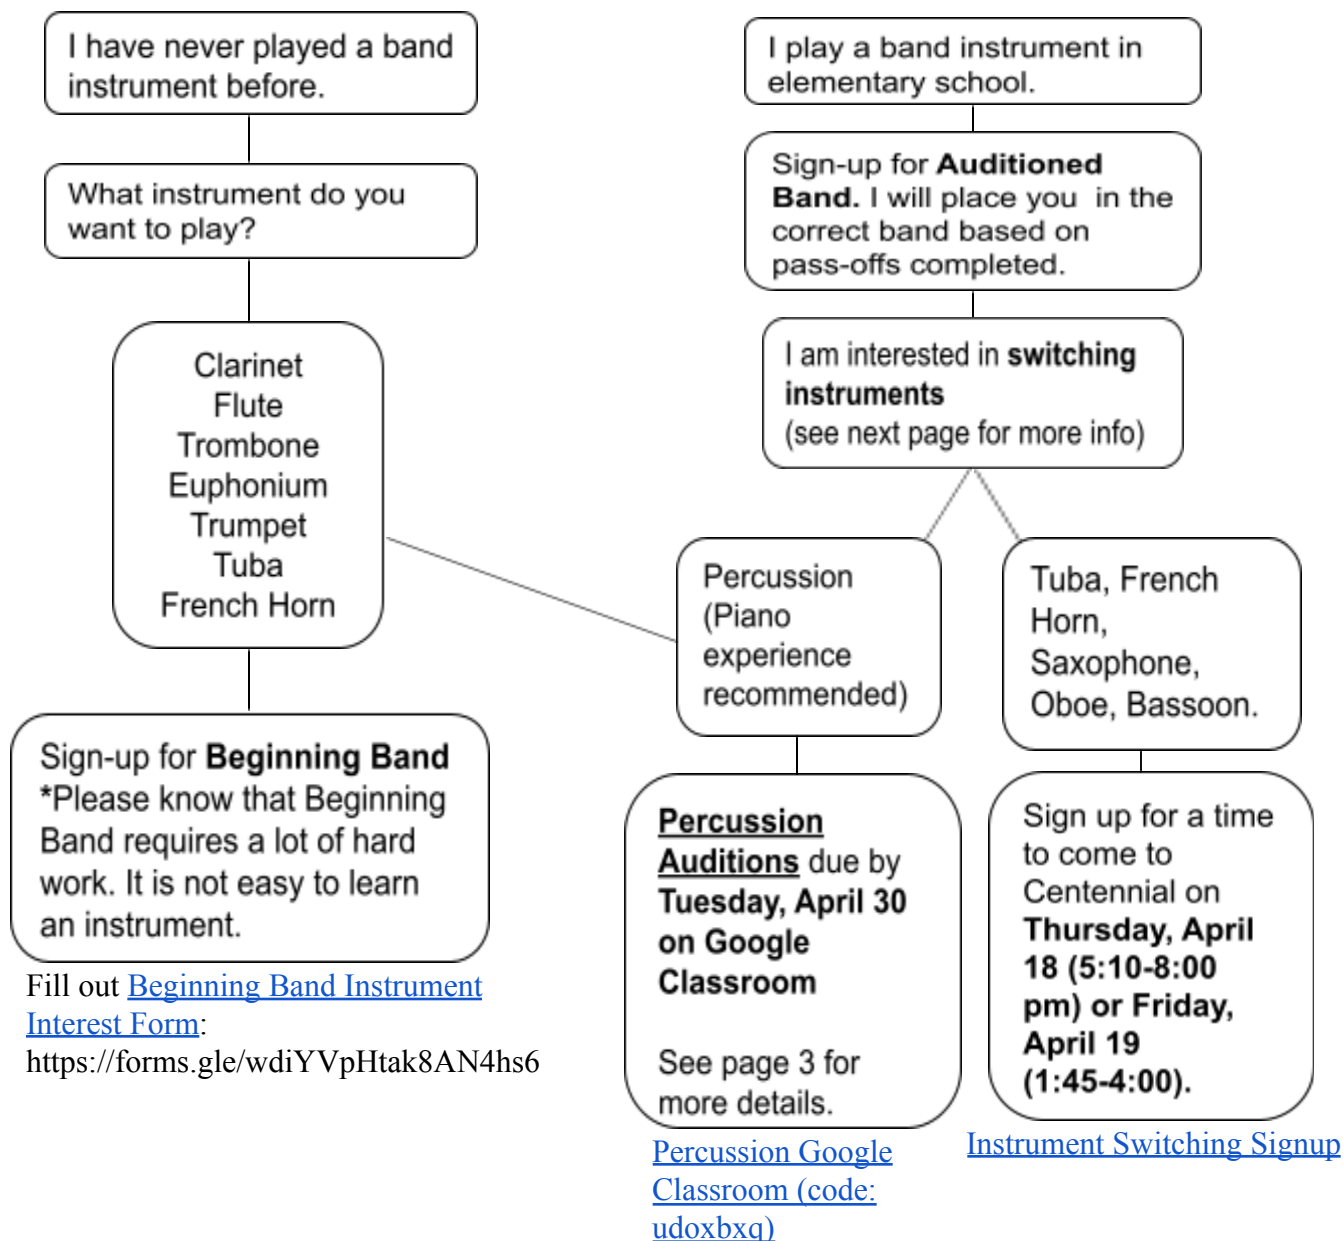 I have never played a band
instrument before.
What instrument do you
want to play?
Clarinet
Flute
Trombone
Euphonium
Trumpet
Tuba
French Horn
Sign-up for Beginning Band
*Please know that Beginning
Band requires a lot of hard
work. It is not easy to learn
an instrument.
Fill out Beginning Band Instrument
Interest Form:
https://forms.gle/wdiYVpHtak8AN4hs6
I play a band instrument in
elementary school.
Sign-up for Auditioned
Band. I will place you in the
correct band based on
pass-offs completed.
I am interested in switching
instruments
(see next page for more info)
Percussion
(Piano
experience
recommended)
Percussion
Auditions due by
Tuesday, April 30
on Google
Classroom
See page 3 for
more details.
Percussion Google
Classroom (code:
udoxbxq)
Tuba, French
Horn,
Saxophone,
Oboe, Bassoon.
Sign up for a time
to come to
Centennial on
Thursday, April
18 (5:10-8:00
pm) or Friday,
April 19
(1:45-4:00).
Instrument Switching Signup